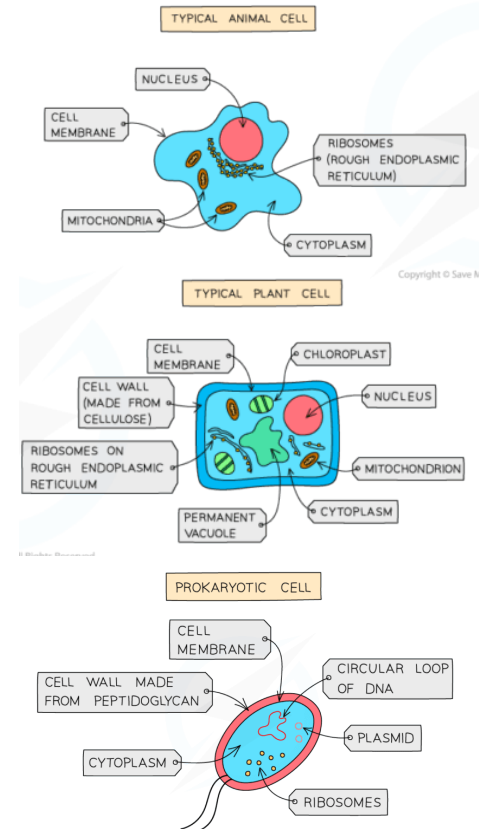 TYPICAL ANIMAL CELL
NUCLEUS
CELL
MEMBRANE
RIBOSOMES
(ROUGH ENDOPLASMIC
RETICULUM)
MITOCHONDRIA
CYTOPLASM
Copyright © Save
TYPICAL PLANT CELL
CELL
MEMBRANE
CHLOROPLAST
CELL WALL
(MADE FROM
CELLULOSE)
NUCLEUS
RIBOSOMES ON
ROUGH ENDOPLASMIC
RETICULUM
MITOCHONDRION
CYTOPLASM
PERMANENT
VACUOLE
PROKARYOTIC CELL
CELL
MEMBRANE
CIRCULAR LOOP
OF DNA
CELL WALL MADE
FROM PEPTIDOGLYCAN
PLASMID
CYTOPLASM
RIBOSOMES